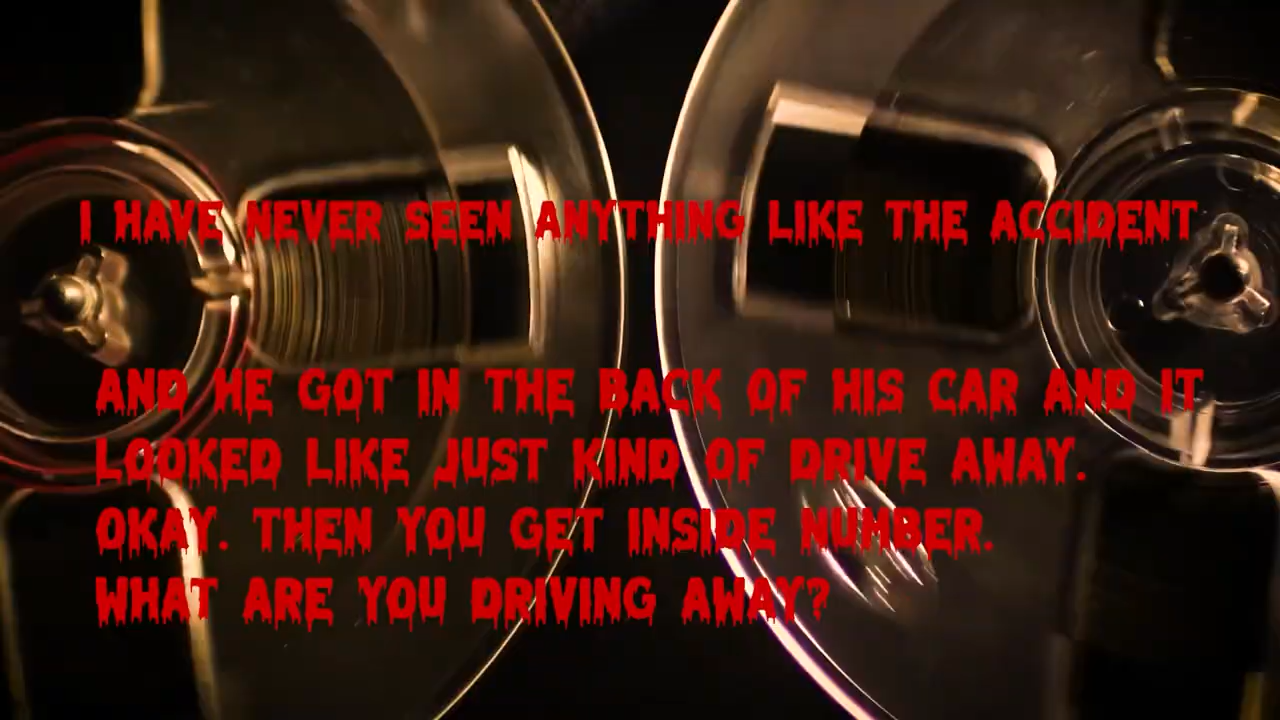 I HAVE NEVER SEEN ANYTHING LIKE THE ACCIDENT
AND HE GOT IN THE BACK OF HIS CAR AND IT
LOOKED LIKE JUST KIND OF DRIVE AWAY.
OKAY. THEN YOU GET INSIDE NUMBER.
WHAT ARE YOU DRIVING AWAY?